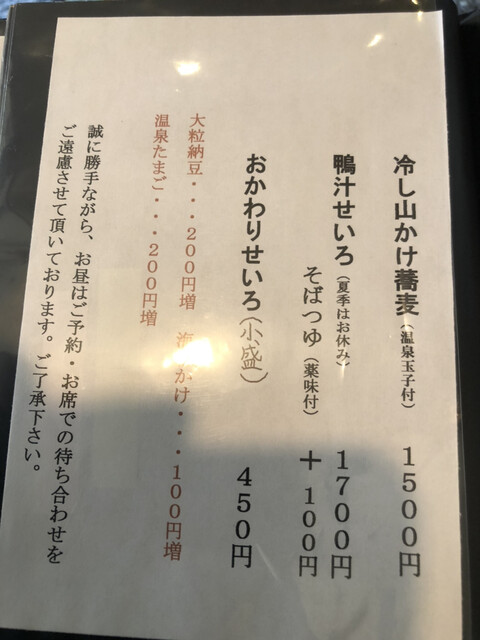 冷し山かけ蕎麦(温泉玉子付) 1500円
鴨汁せいろ(夏季はお休み) 1700円
そばつゆ(薬味付) + 100円
おかわりせいろ(小盛) 450円
大粒納豆・・・200円増 海 かけ・・・100円増
温泉たまご・・・200円増
誠に勝手ながら、お昼はご予約・お席での待ち合わせを
ご遠慮させて頂いております。ご了承下さい。